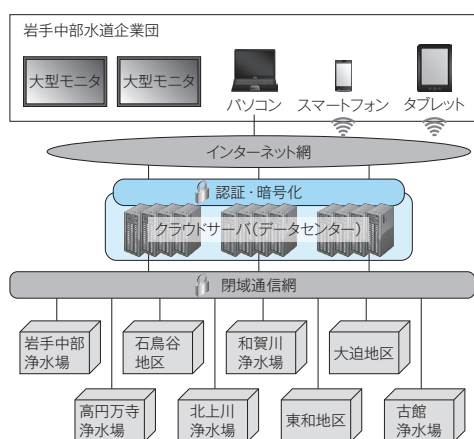 岩手中部水道企業団
大型モニタ
大型モニタ
パソコン
スマートフォン
タブレット
インターネット網
認証・暗号化
クラウドサーバ(データセンター)
閉域通信網
岩手中部
浄水場
石鳥谷
地区
和賀川
浄水場
大迫地区
高円万寺
浄水場
北上川
浄水場
東和地区
古館
浄水場